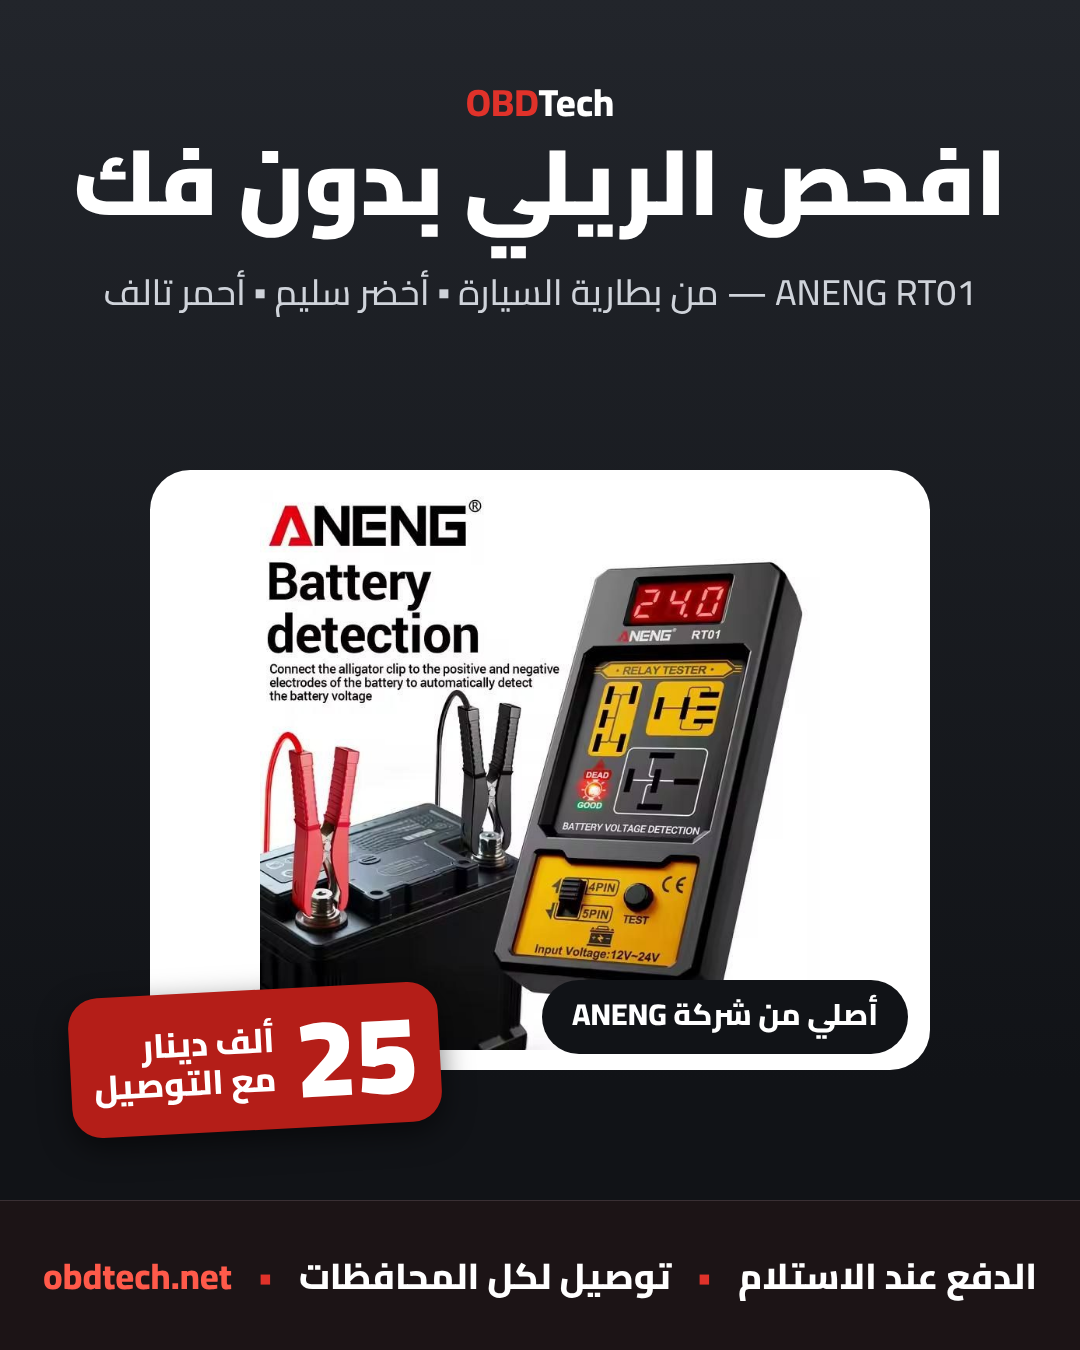 OBDTech
افحص الريلي بدون فك
ANENG RT01 — من بطارية السيارة ▪ أخضر سليم ▪ أحمر تالف
ANENG®
Battery
detection
Connect the alligator clip to the positive and negative
electrodes of the battery to automatically detect
the battery voltage
24.0
ANENG® RT01
• RELAY TESTER •
DEAD
GOOD
BATTERY VOLTAGE DETECTION
4PIN
5PIN
TEST
CE
Input Voltage:12V~24V
أصلي من شركة ANENG
25 ألف دينار
مع التوصيل
الدفع عند الاستلام ▪ توصيل لكل المحافظات ▪ obdtech.net